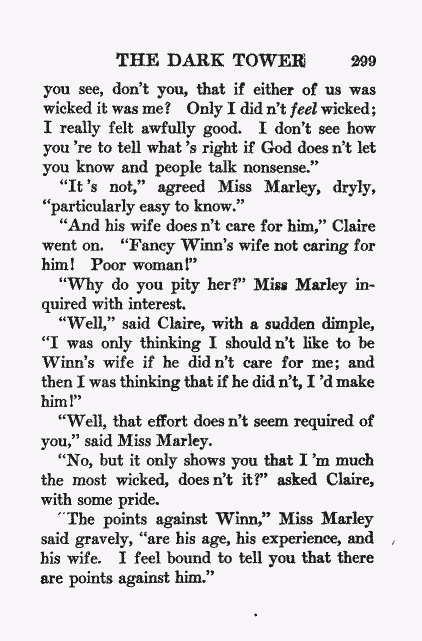 THE DARK TOWER 299
you see, don't you, that if either of us was
wicked it was me? Only I did n't feel wicked;
I really felt awfully good. I don't see how
you 're to tell what 's right if God does n't let
you know and people talk nonsense."
"It 's not," agreed Miss Marley, dryly,
"particularly easy to know."
"And his wife does n't care for him," Claire
went on. "Fancy Winn's wife not caring for
him! Poor woman!"
"Why do you pity her?" Miss Marley in-
quired with interest.
"Well," said Claire, with a sudden dimple,
"I was only thinking I should n't like to be
Winn's wife if he did n't care for me; and
then I was thinking that if he did n't, I 'd make
him!"
"Well, that effort does n't seem required of
you," said Miss Marley.
"No, but it only shows you that I 'm much
the most wicked, does n't it?" asked Claire,
with some pride.
"The points against Winn," Miss Marley
said gravely, "are his age, his experience, and
his wife. I feel bound to tell you that there
are points against him."